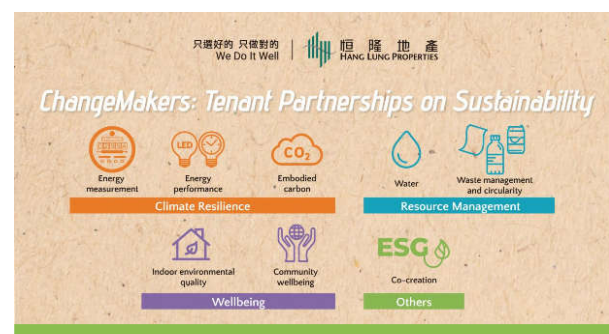 只選好的 只做對的
We Do It Well
恒隆地產
HANG LUNG PROPERTIES
ChangeMakers: Tenant Partnerships on Sustainability
LED
CO₂
Energy measurement
Energy performance
Embodied carbon
Water
Waste management and circularity
Climate Resilience
Resource Management
ESG
Indoor environmental quality
Community wellbeing
Co-creation
Wellbeing
Others